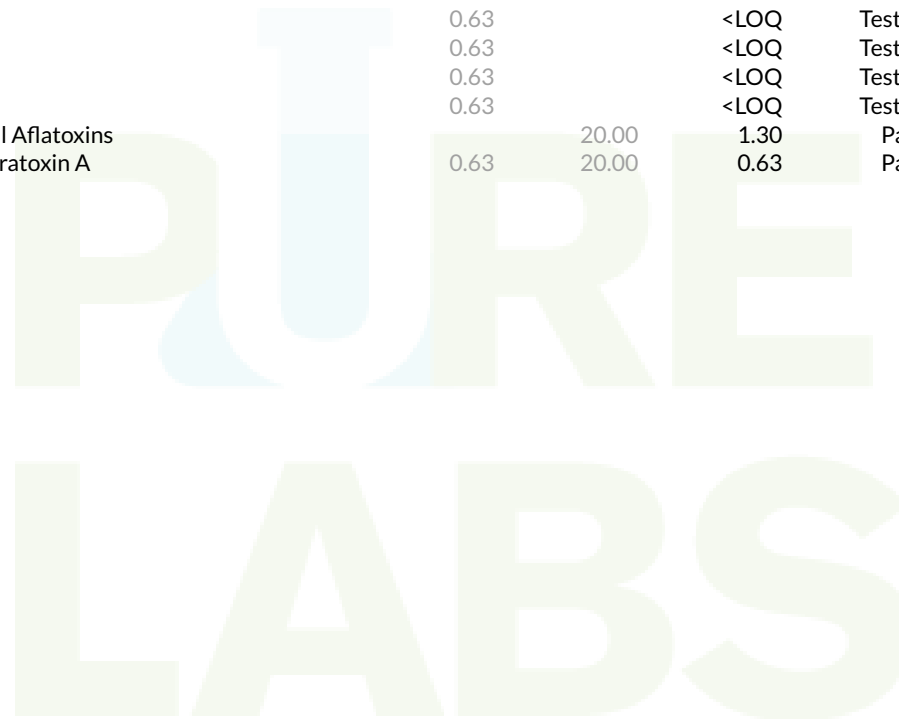 0.63 <LOQ Test
0.63 <LOQ Test
0.63 <LOQ Test
0.63 <LOQ Test
l Aflatoxins 20.00 1.30 Pa
ratoxin A 0.63 20.00 0.63 Pa
PURE
LABS